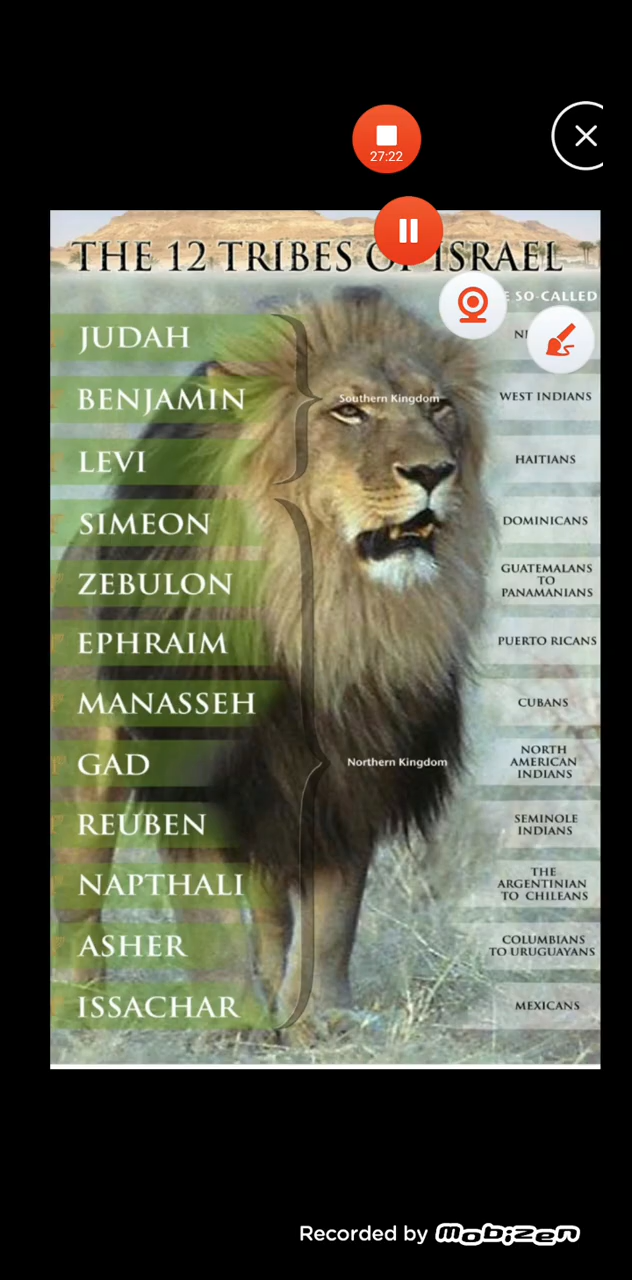 27:22
THE 12 TRIBES OF ISRAEL
SO-CALLED
JUDAH
BENJAMIN
Southern Kingdom
WEST INDIANS
LEVI
HAITIANS
SIMEON
DOMINICANS
ZEBULON
GUATEMALANS
TO
PANAMANIANS
EPHRAIM
PUERTO RICANS
MANASSEH
CUBANS
GAD
Northern Kingdom
NORTH
AMERICAN
INDIANS
REUBEN
SEMINOLE
INDIANS
NAPTHALI
THE
ARGENTINIAN
TO CHILEANS
ASHER
COLUMBIANS
TO URUGUAYANS
ISSACHAR
MEXICANS
Recorded by mobizen